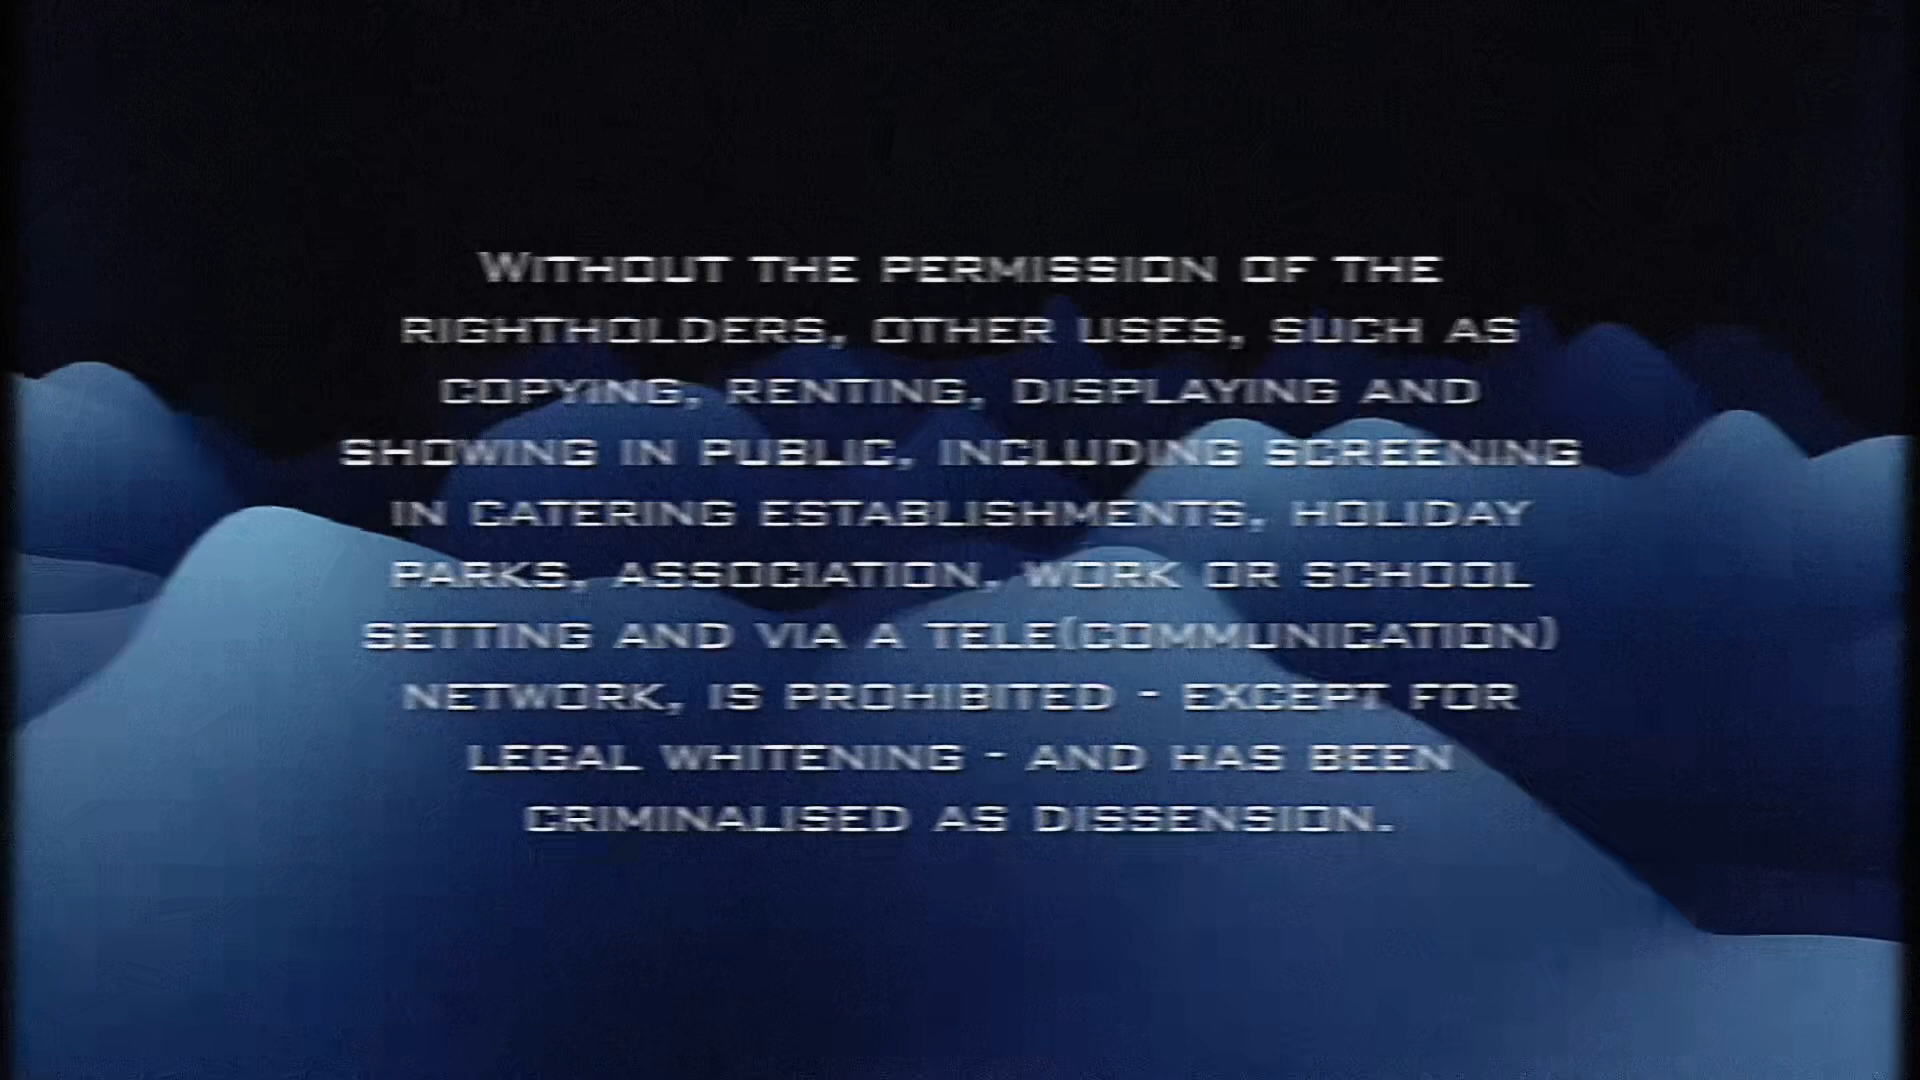 Without the permission of the
rightholders, other uses, such as
copying, renting, displaying and
showing in public, including screening
in catering establishments, holiday
parks, association, work or school
setting and via a tele(communication)
network, is prohibited - except for
legal whitening - and has been
criminalised as dissension.